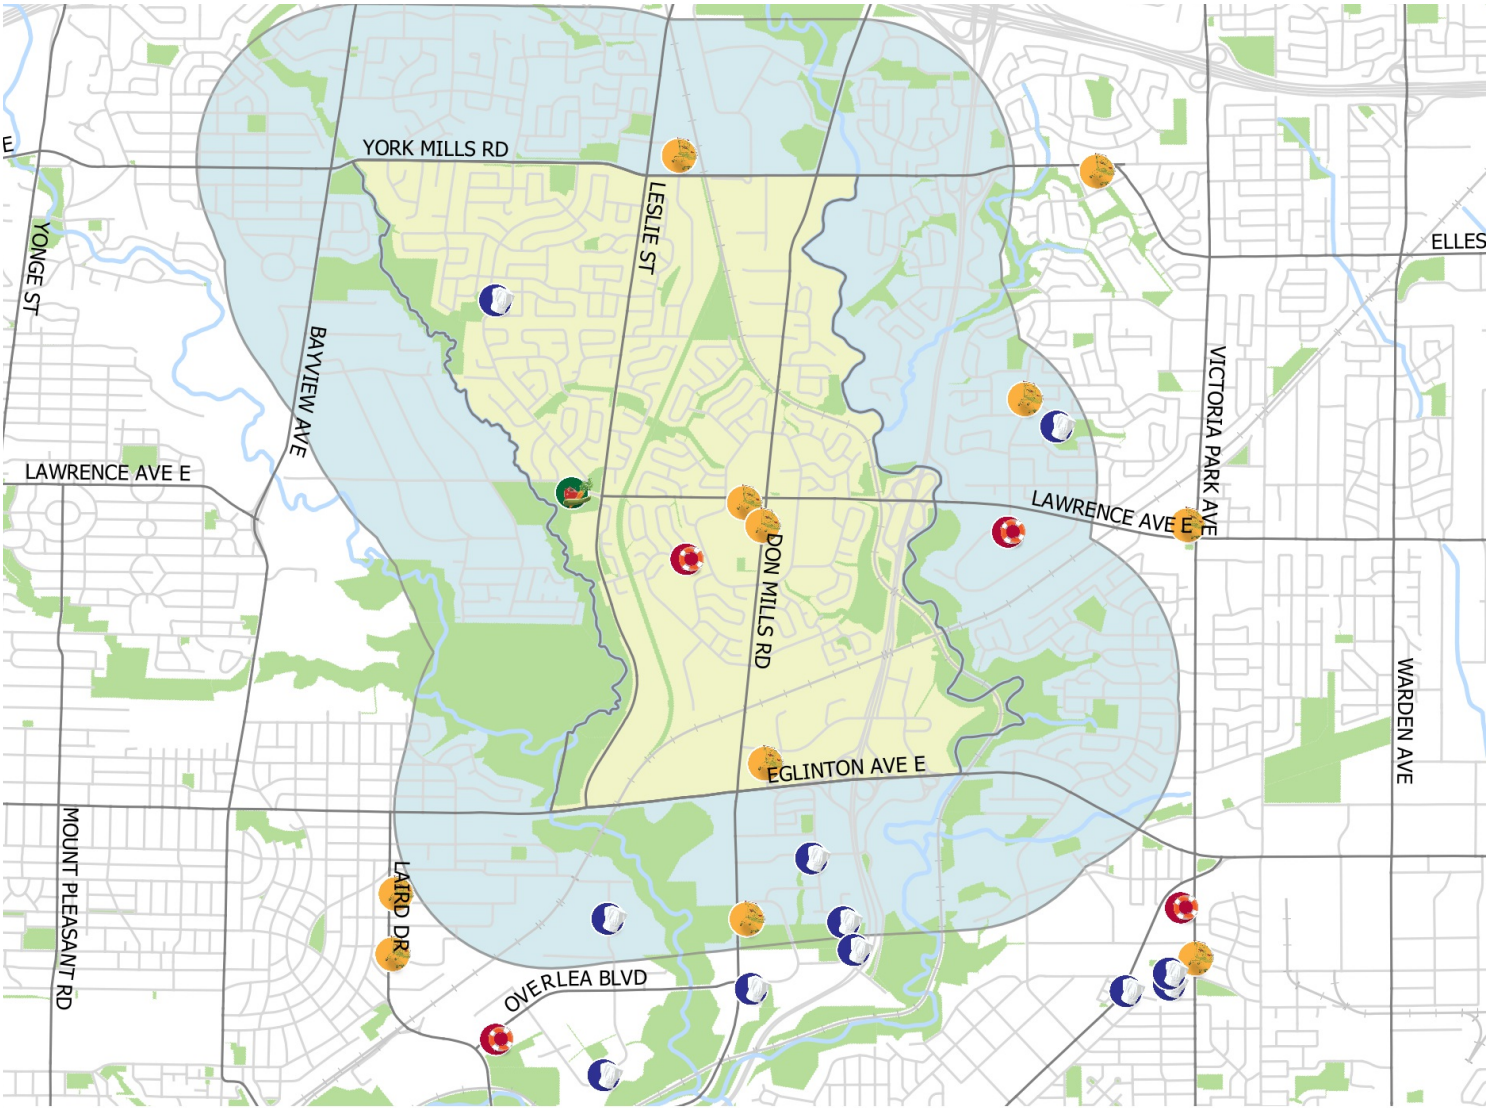 E
YORK MILLS RD
LESLIE ST
YONGE ST
ELLES
BAYVIEW AVE
VICTORIA PARK AVE
LAWRENCE AVE E
LAWRENCE AVE E
DON MILLS RD
WARDEN AVE
EGLINTON AVE E
MOUNT PLEASANT RD
LAIRD DR
OVERLEA BLVD